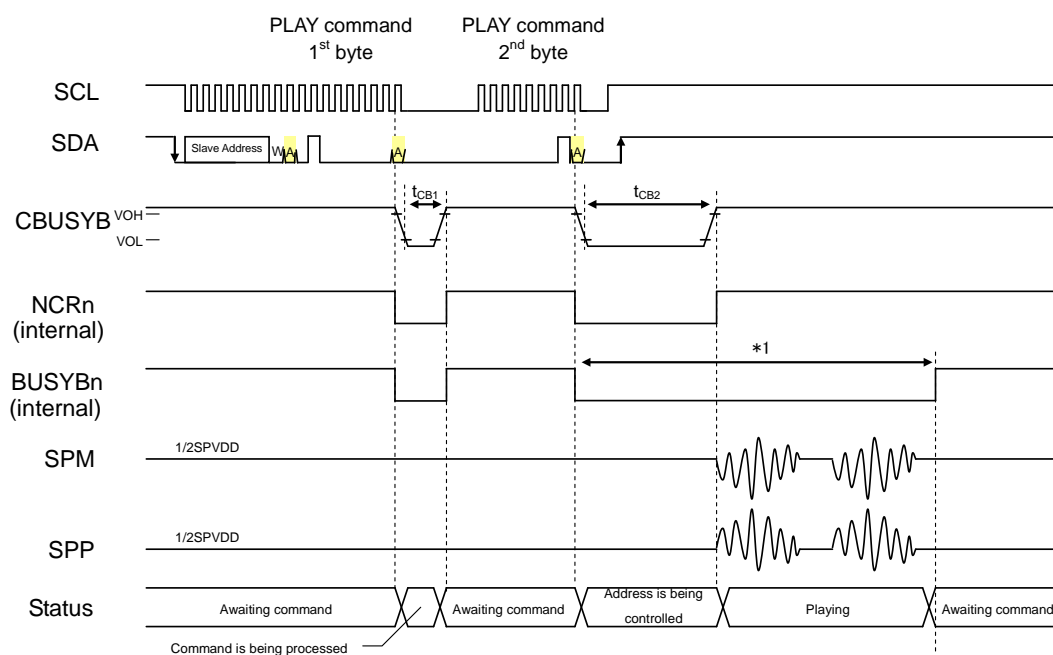 PLAY command
1st byte
PLAY command
2nd byte
SCL
SDA
Slave Address
W
A
A
A
tCB1
tCB2
CBUSYB
VOH
VOL
NCRn
(internal)
*1
BUSYBn
(internal)
1/2SPVDD
SPM
1/2SPVDD
SPP
Status
Awaiting command
Awaiting command
Address is being
controlled
Playing
Awaiting command
Command is being processed